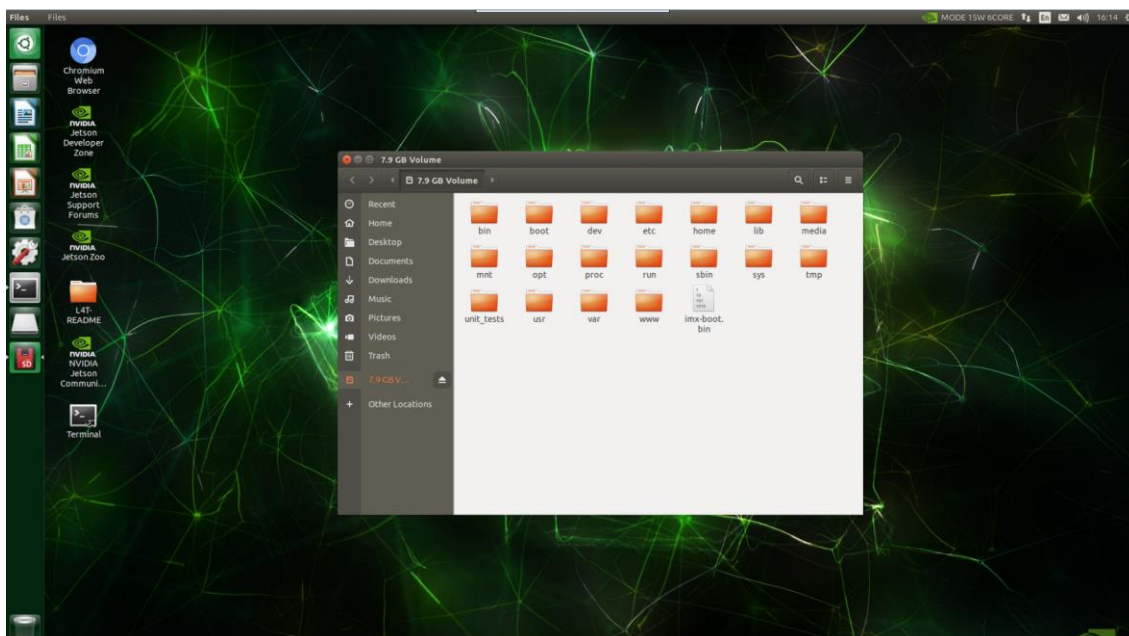 Files Files MODE 15W 6CORE En 16:14
Chromium
Web
Browser
NVIDIA
Jetson
Developer
Zone
NVIDIA
Jetson
Support
Forums
NVIDIA
Jetson Zoo
L4T-
README
NVIDIA
NVIDIA
Jetson
Communi...
Terminal
SD
7.9 GB Volume
7.9 GB Volume
Recent
Home
Desktop
Documents
Downloads
Music
Pictures
Videos
Trash
7.9 GB V...
Other Locations
bin boot dev etc home lib media
mnt opt proc run sbin sys tmp
unit_tests usr var www imx-boot.
bin